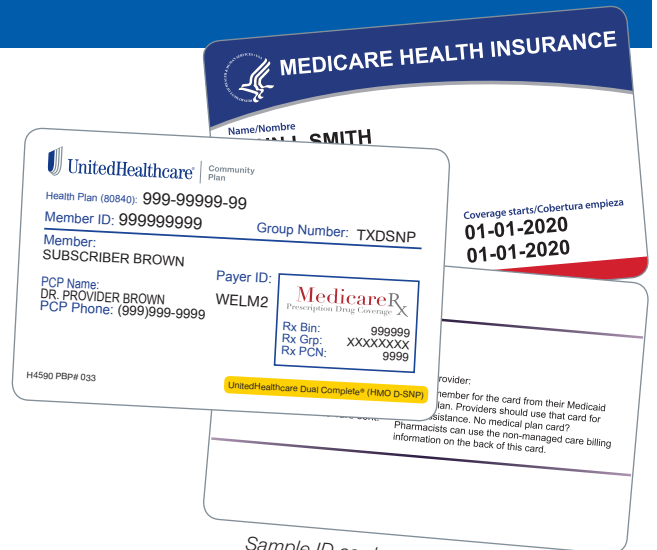 MEDICARE HEALTH INSURANCE
Name/Nombre
SMITH
Coverage starts/Cobertura empieza
01-01-2020
01-01-2020
UnitedHealthcare® Community
Plan
Health Plan (80840): 999-99999-99
Member ID: 999999999 Group Number: TXDSNP
Member:
SUBSCRIBER BROWN
PCP Name:
DR. PROVIDER BROWN
PCP Phone: (999)999-9999
Payer ID:
WELM2
MedicareRx
Prescription Drug Coverage
Rx Bin: 999999
Rx Grp: XXXXXXXX
Rx PCN: 9999
H4590 PBP# 033
UnitedHealthcare Dual Complete® (HMO D-SNP)
for the card from their Medicaid
Providers should use that card for
No medical plan card?
Pharmacists can use the non-managed care billing
information on the back of this card.
Sample ID